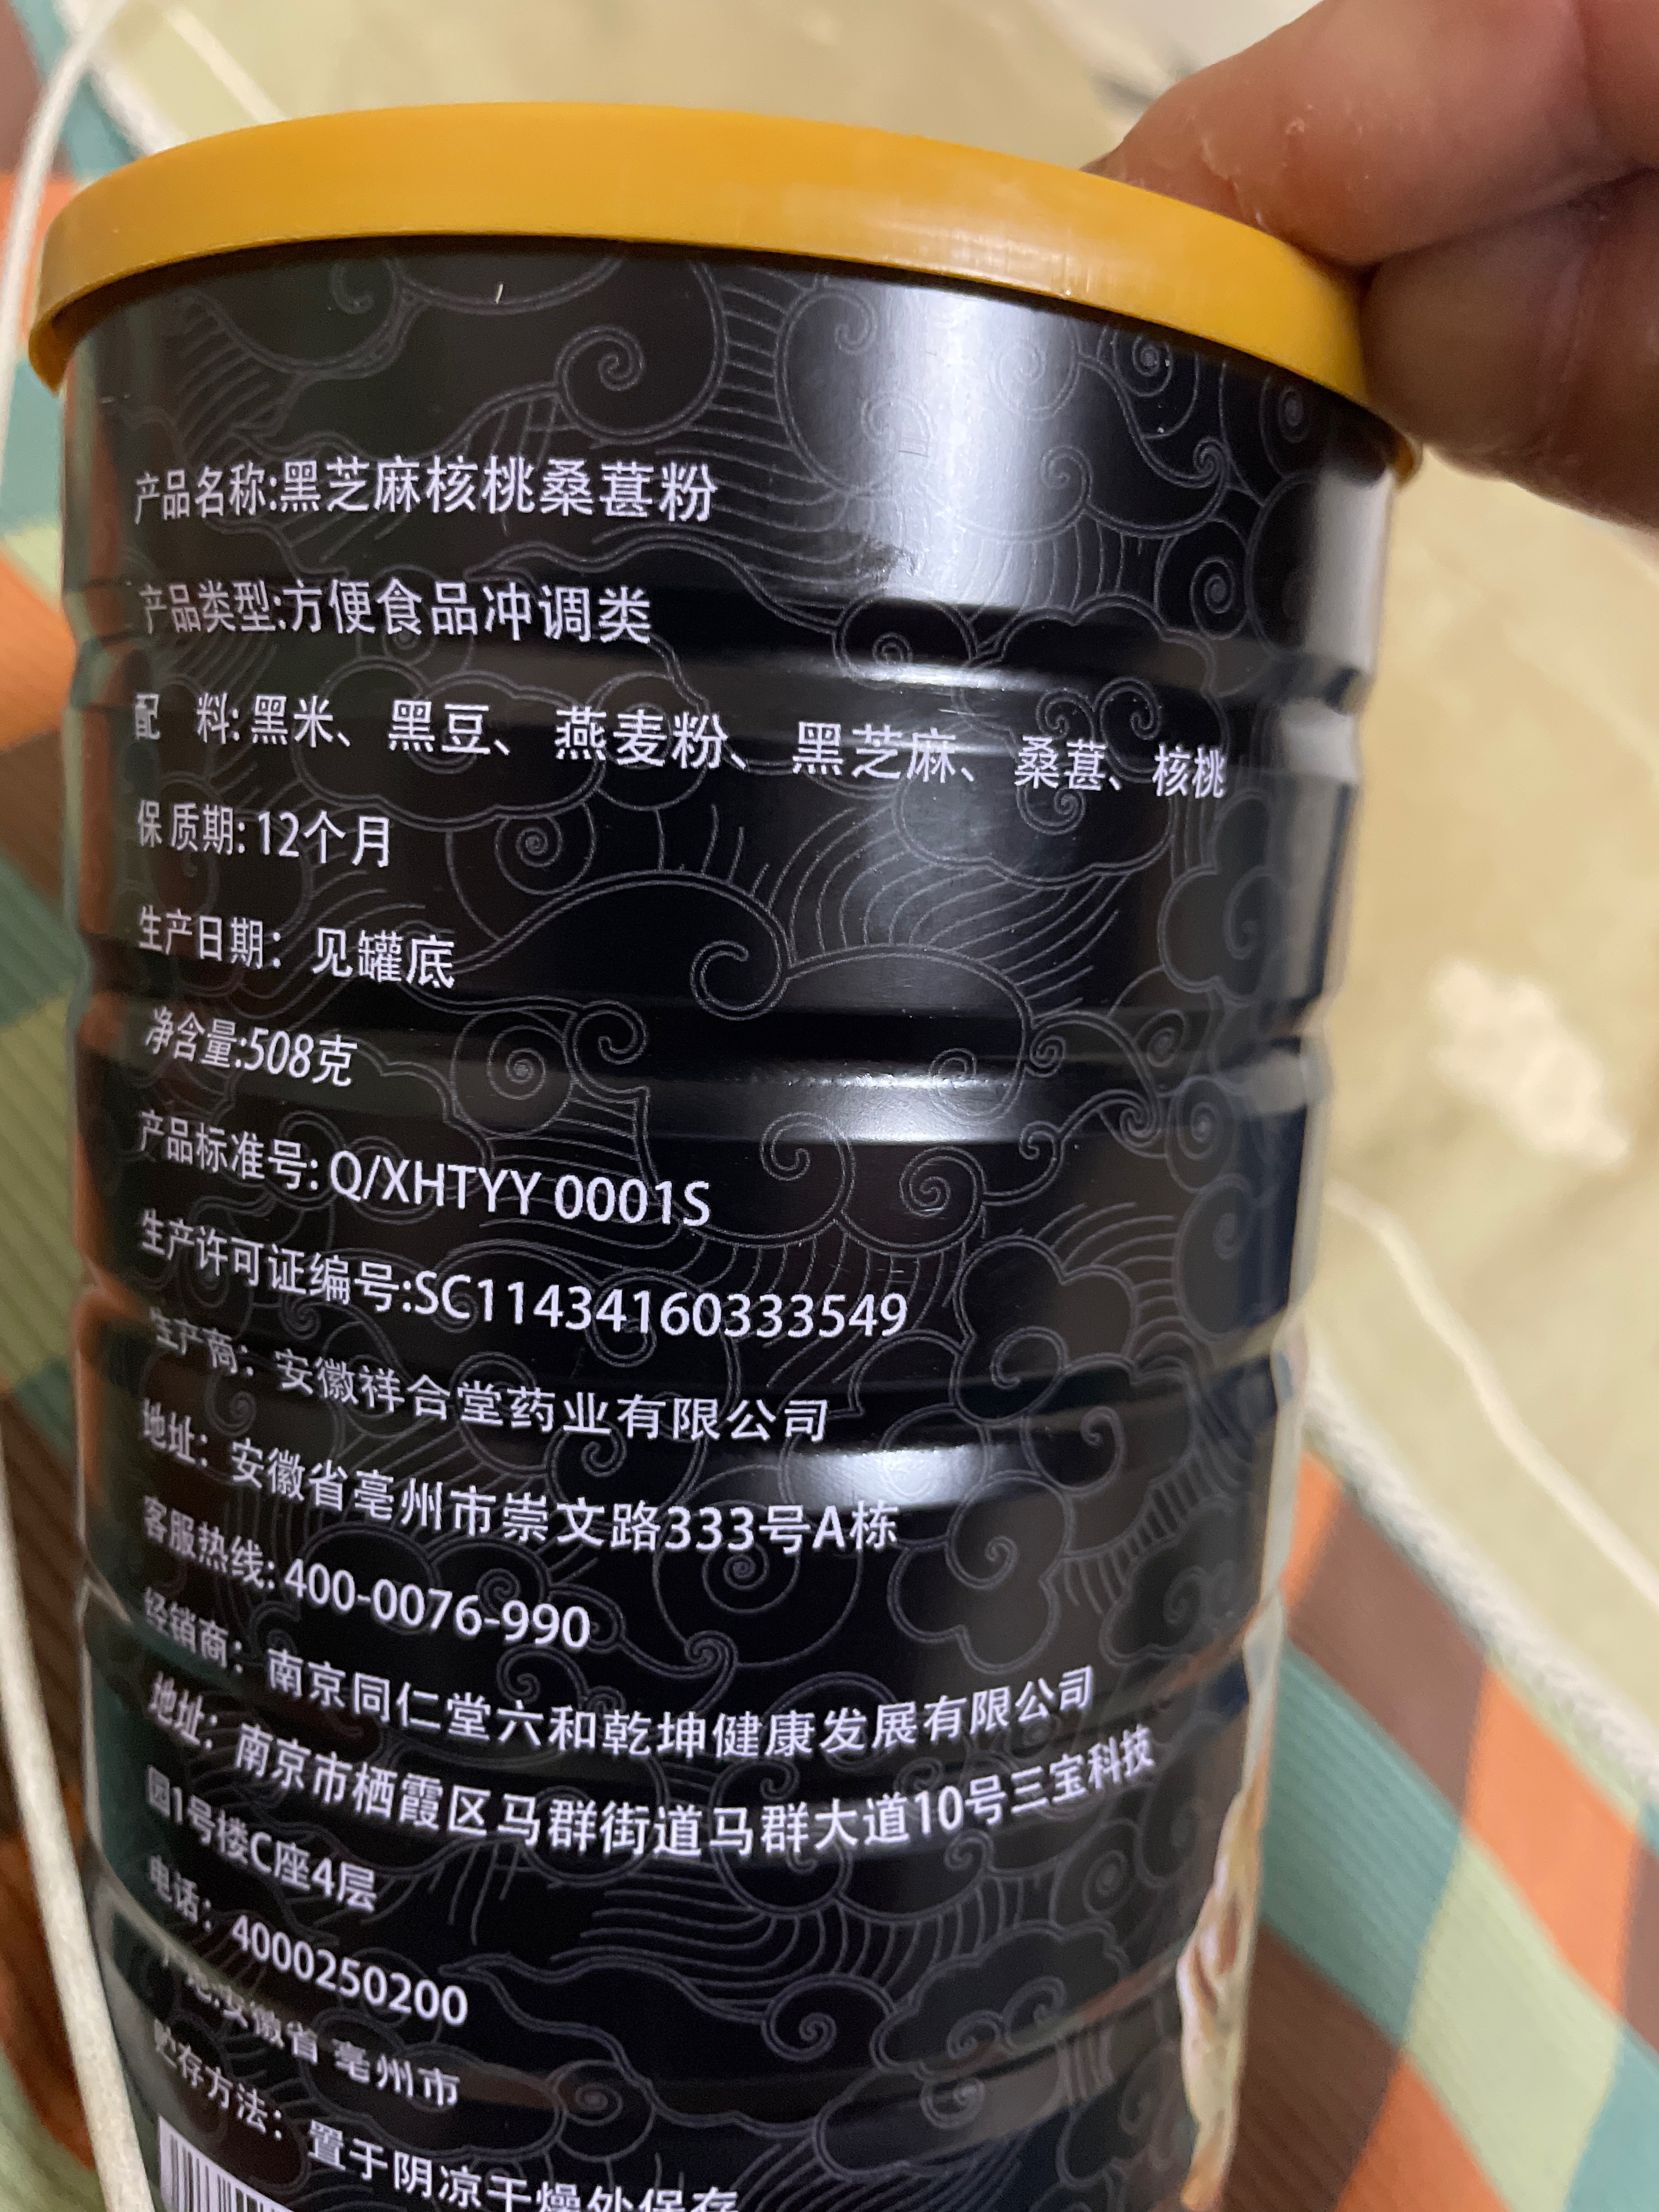 产品名称:黑芝麻核桃桑葚粉
产品类型:方便食品冲调类
配 料: 黑米、 黑豆、 燕麦粉、 黑芝麻、 桑葚、 核桃
保质期: 12个月
生产日期: 见罐底
净含量:508克
产品标准号: Q/XHTYY 0001S
生产许可证编号:SC11434160333549
生产商: 安徽祥合堂药业有限公司
地址: 安徽省亳州市崇文路333号A栋
客服热线: 400-0076-990
经销商: 南京同仁堂六和乾坤健康发展有限公司
地址: 南京市栖霞区马群街道马群大道10号三宝科技
园1号楼C座4层
电话: 4000250200
产地:安徽省 亳州市
贮存方法: 置于阴凉干燥处保存